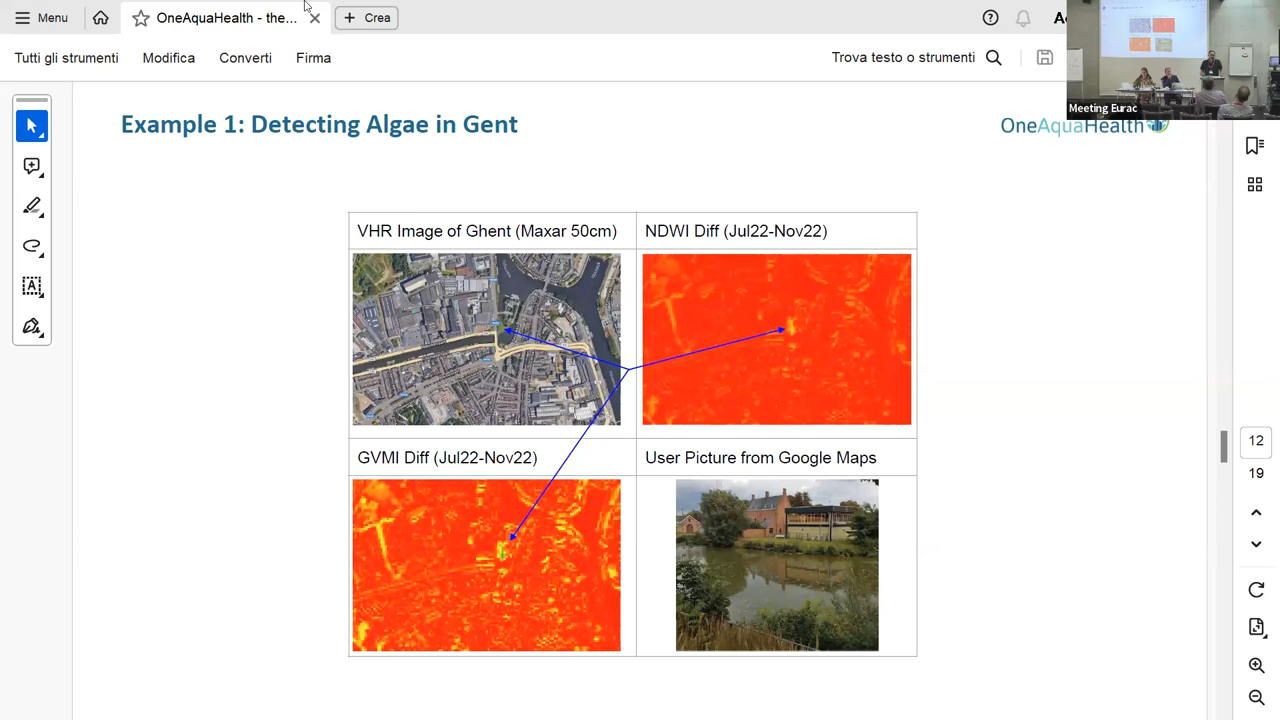 Menu
OneAquaHealth - the...
Crea
Tutti gli strumenti
Modifica
Converti
Firma
Trova testo o strumenti
Meeting Eurac
Example 1: Detecting Algae in Gent
OneAquaHealth
VHR Image of Ghent (Maxar 50cm)
NDWI Diff (Jul22-Nov22)
GVMI Diff (Jul22-Nov22)
User Picture from Google Maps
12
19